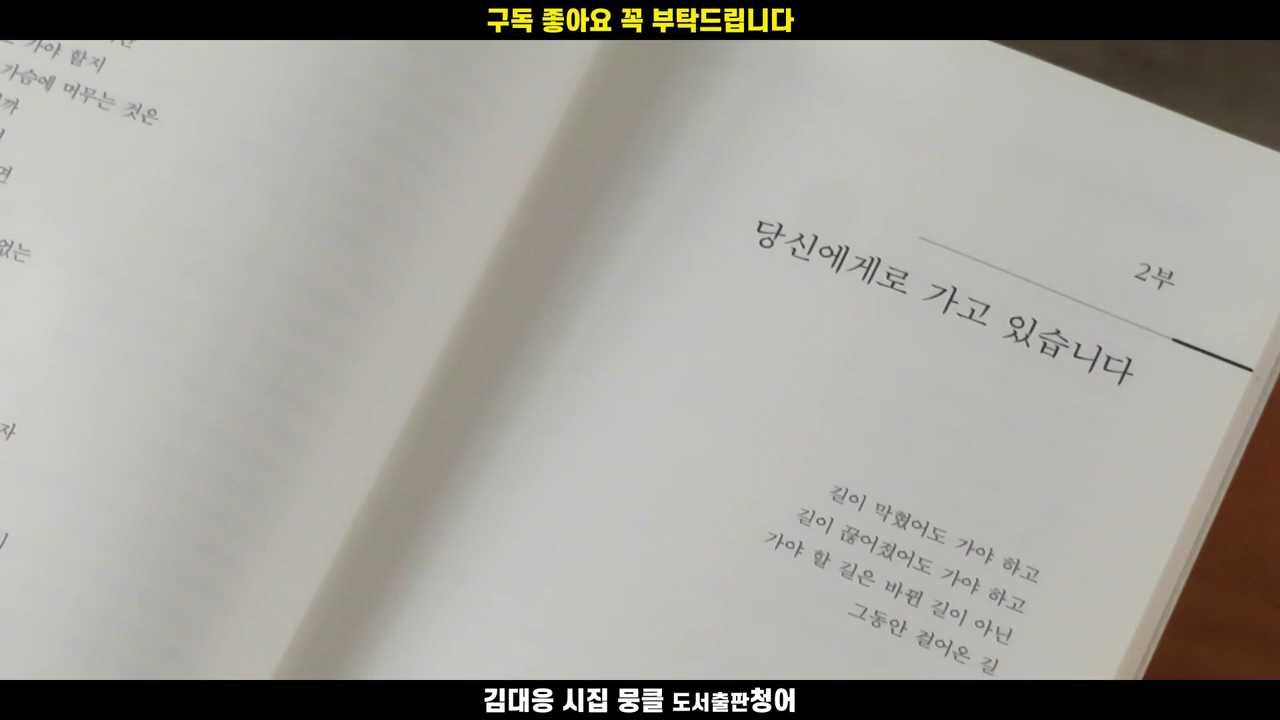 구독 좋아요 꼭 부탁드립니다
가야 할지
가슴에 머무는 것은
없는
2부
당신에게로 가고 있습니다
길이 막혔어도 가야 하고
길이 끊어졌어도 가야 하고
가야 할 길은 바뀐 길이 아닌
그동안 걸어온 길
김대응 시집 뭉클 도서출판청어